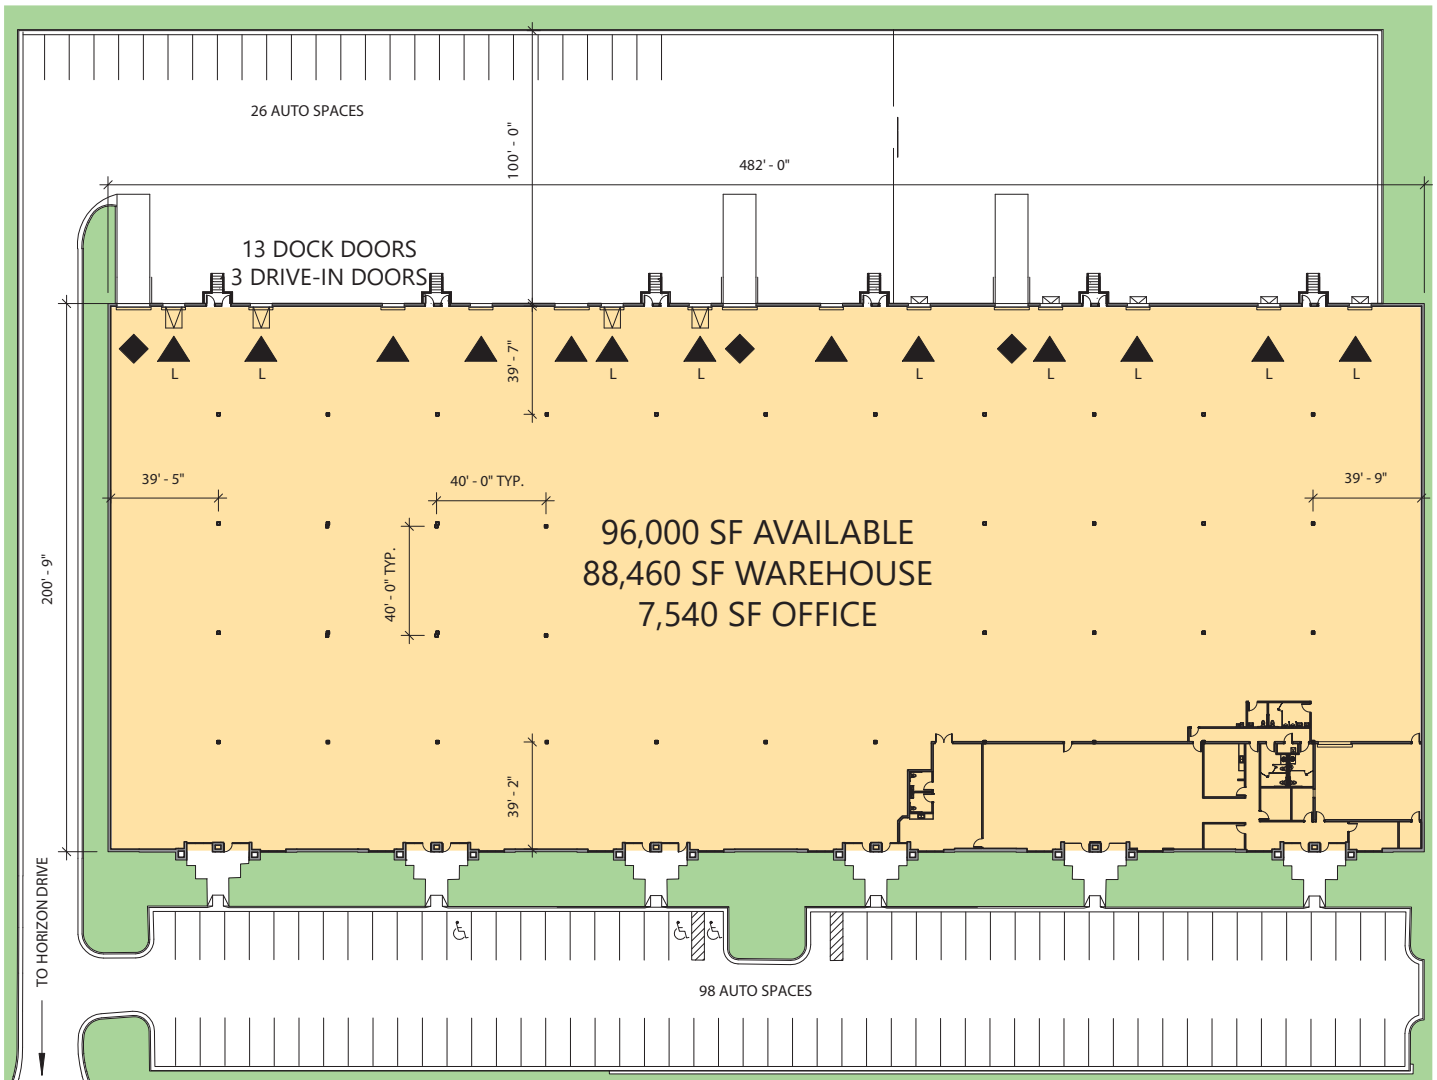 26 AUTO SPACES
100' - 0"
482' - 0"
13 DOCK DOORS
3 DRIVE-IN DOORS
39' - 7"
L
L
L
L
L
L
L
L
L
39' - 5"
40' - 0" TYP.
39' - 9"
40' - 0" TYP.
96,000 SF AVAILABLE
88,460 SF WAREHOUSE
7,540 SF OFFICE
200' - 9"
39' - 2"
TO HORIZON DRIVE
98 AUTO SPACES